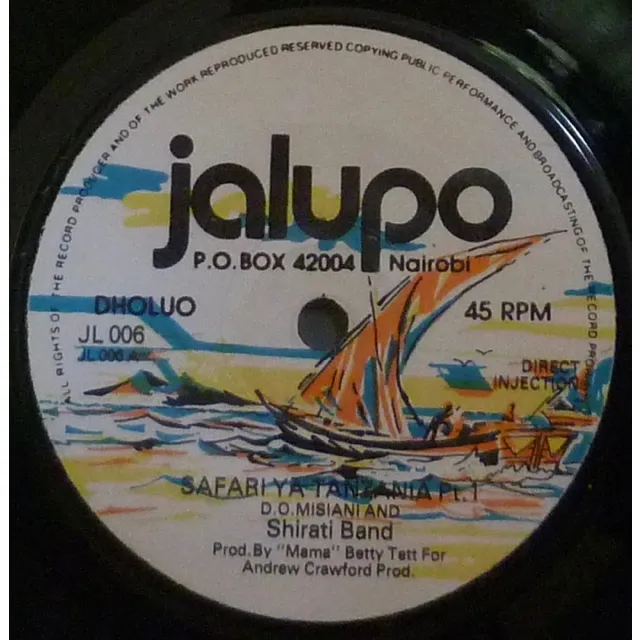 ALL RIGHTS OF THE RECORD PRODUCER AND OF THE WORK REPRODUCED RESERVED COPYING PUBLIC PERFORMANCE AND BROADCASTING OF THE RECORD
jalupo
P.O.BOX 42004 Nairobi
DHOLUO
45 RPM
JL 006
JL 006 A
DIRECT
INJECTION
SAFARI YA TANZANIA Pt.1
D.O.MISIANI AND
Shirati Band
Prod.By "Mama" Betty Tett For
Andrew Crawford Prod.